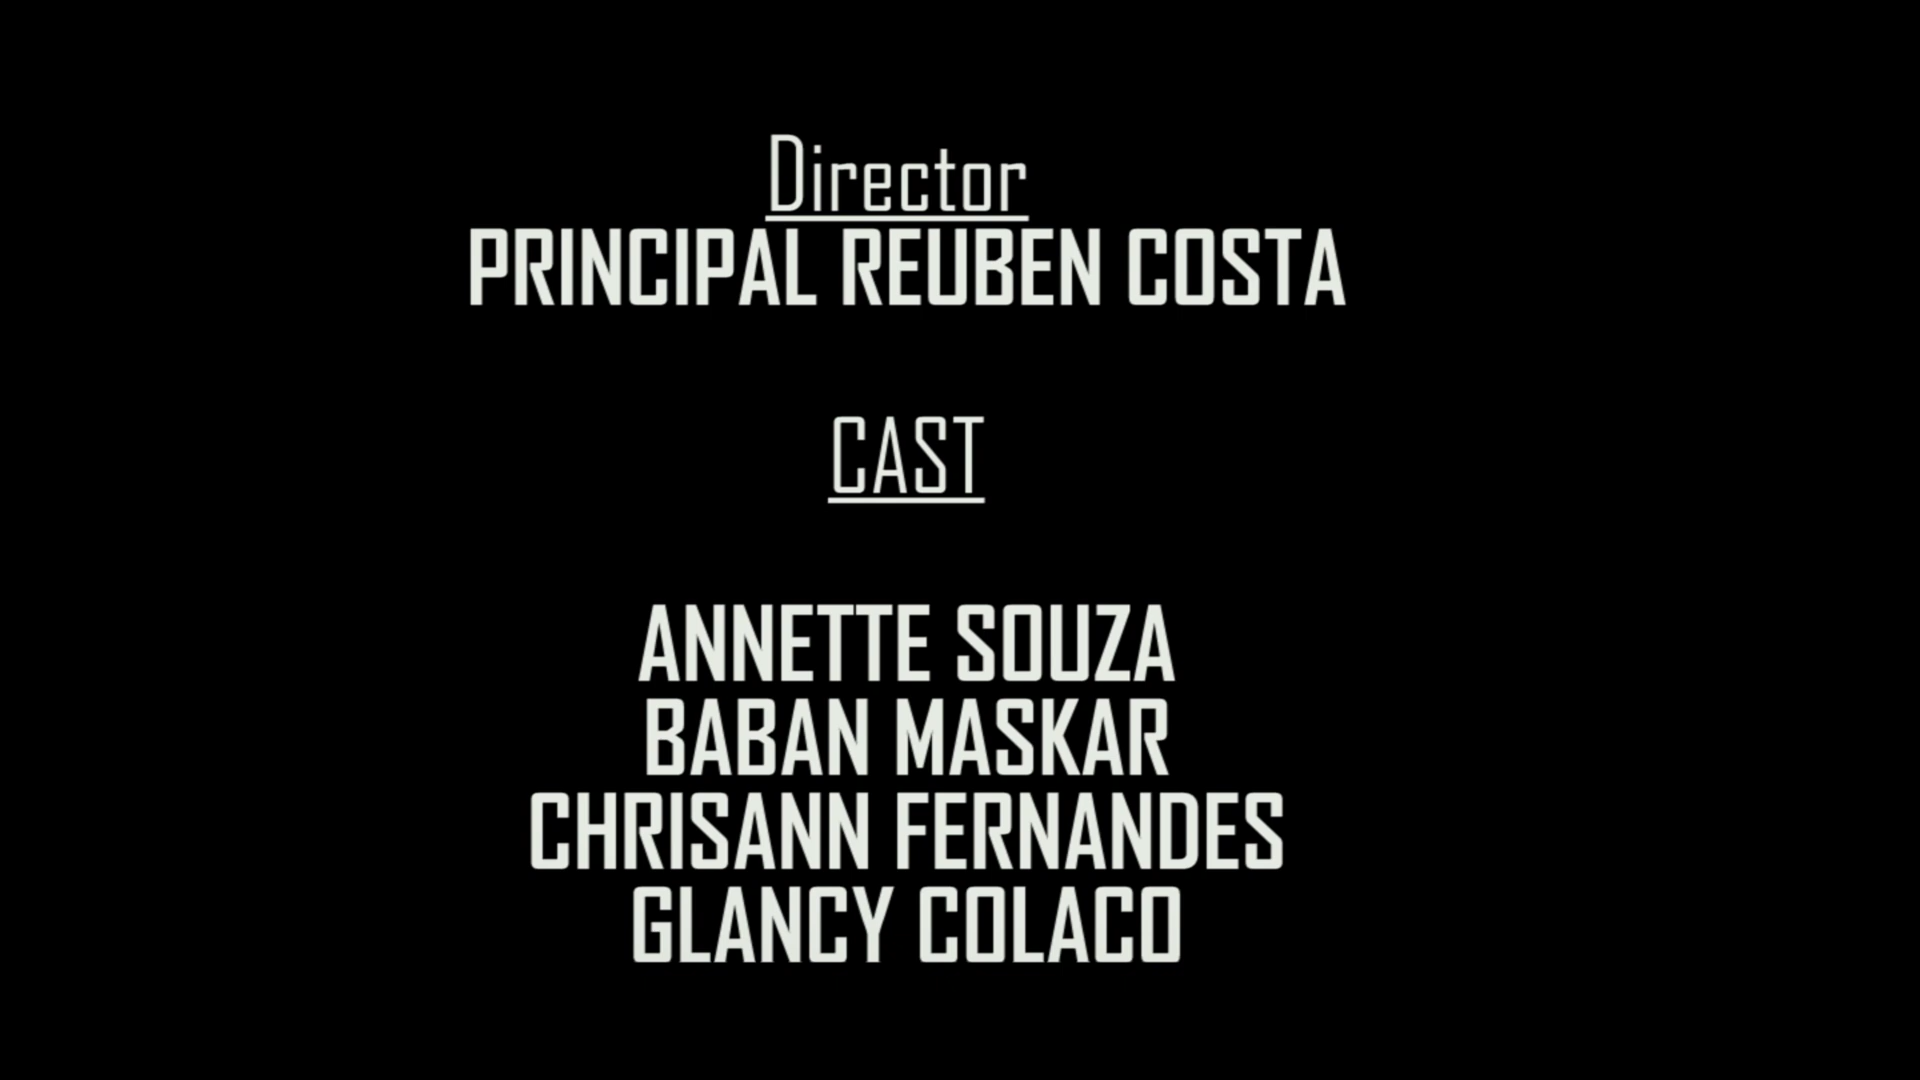 Director
PRINCIPAL REUBEN COSTA
CAST
ANNETTE SOUZA
BABAN MASKAR
CHRISANN FERNANDES
GLANCY COLACO